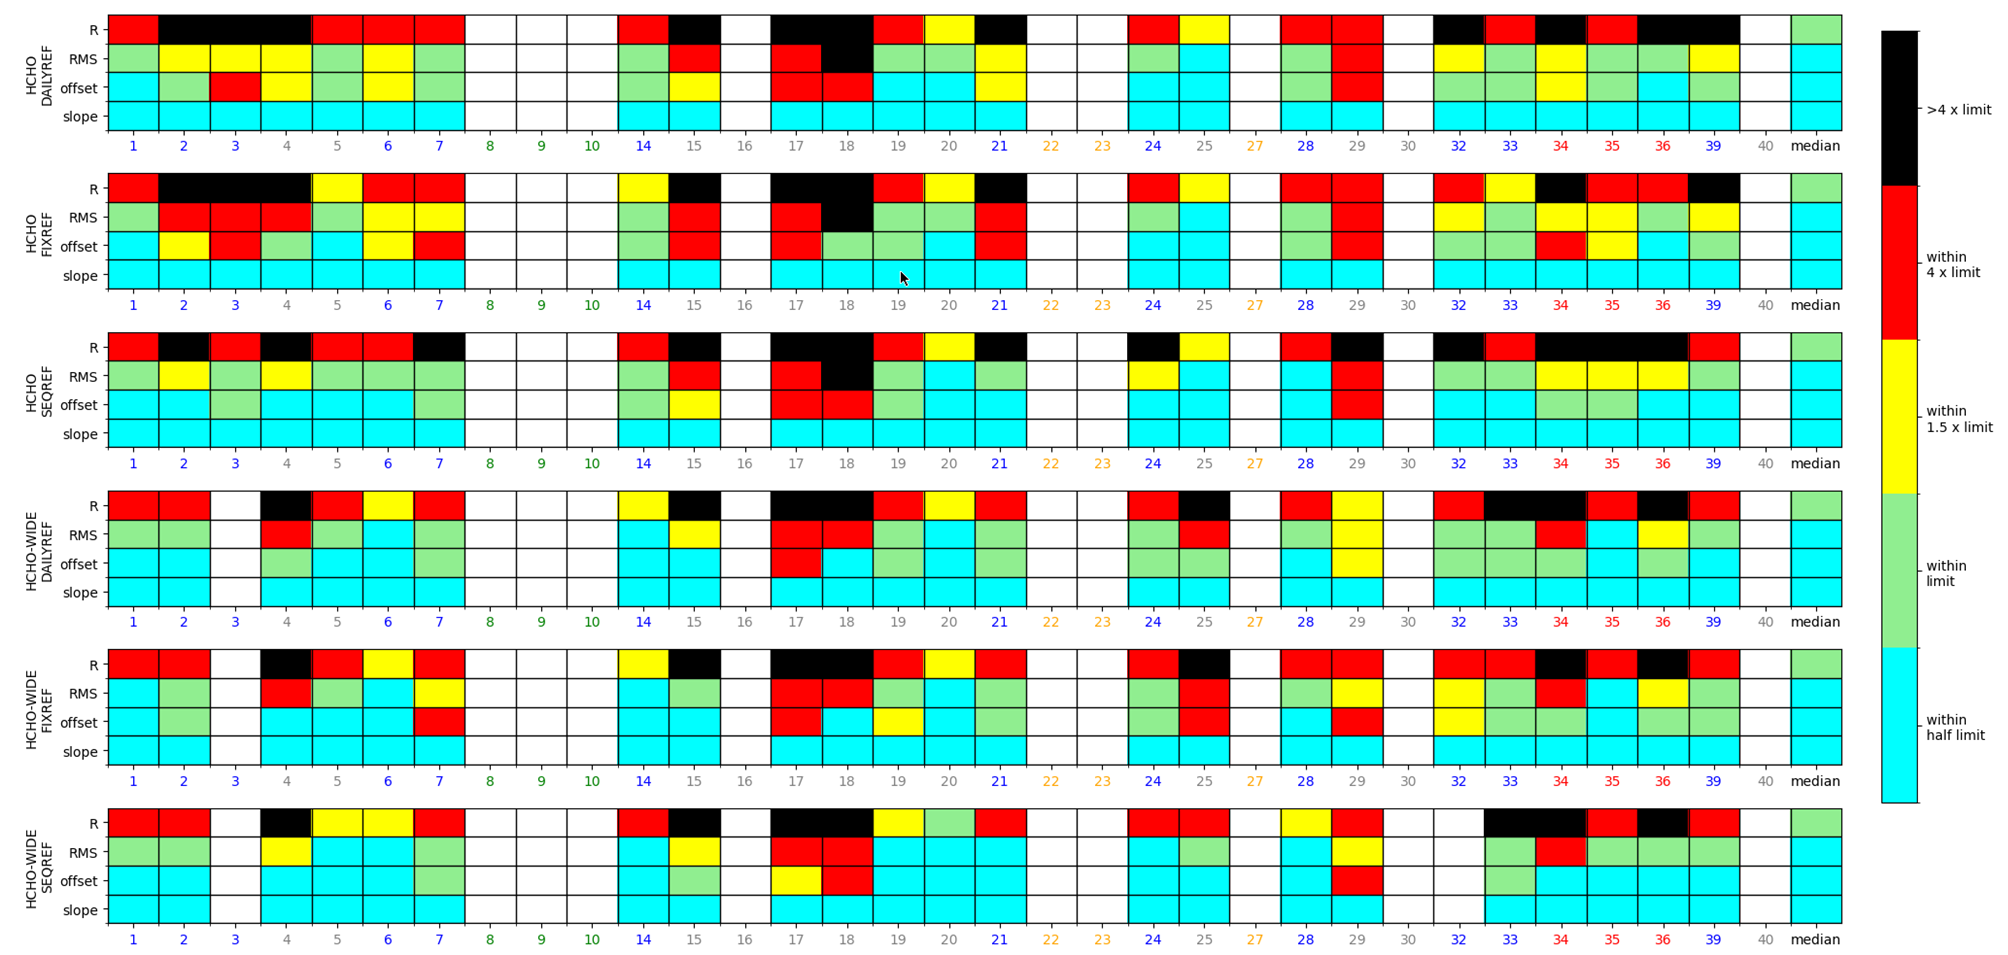 HCHO
DAILYREF
R
RMS
offset
slope
1 2 3 4 5 6 7 8 9 10 14 15 16 17 18 19 20 21 22 23 24 25 27 28 29 30 32 33 34 35 36 39 40 median
HCHO
FIXREF
R
RMS
offset
slope
1 2 3 4 5 6 7 8 9 10 14 15 16 17 18 19 20 21 22 23 24 25 27 28 29 30 32 33 34 35 36 39 40 median
HCHO
SEQREF
R
RMS
offset
slope
1 2 3 4 5 6 7 8 9 10 14 15 16 17 18 19 20 21 22 23 24 25 27 28 29 30 32 33 34 35 36 39 40 median
HCHO-WIDE
DAILYREF
R
RMS
offset
slope
1 2 3 4 5 6 7 8 9 10 14 15 16 17 18 19 20 21 22 23 24 25 27 28 29 30 32 33 34 35 36 39 40 median
HCHO-WIDE
FIXREF
R
RMS
offset
slope
1 2 3 4 5 6 7 8 9 10 14 15 16 17 18 19 20 21 22 23 24 25 27 28 29 30 32 33 34 35 36 39 40 median
HCHO-WIDE
SEQREF
R
RMS
offset
slope
1 2 3 4 5 6 7 8 9 10 14 15 16 17 18 19 20 21 22 23 24 25 27 28 29 30 32 33 34 35 36 39 40 median
>4 x limit
within
4 x limit
within
1.5 x limit
within
limit
within
half limit